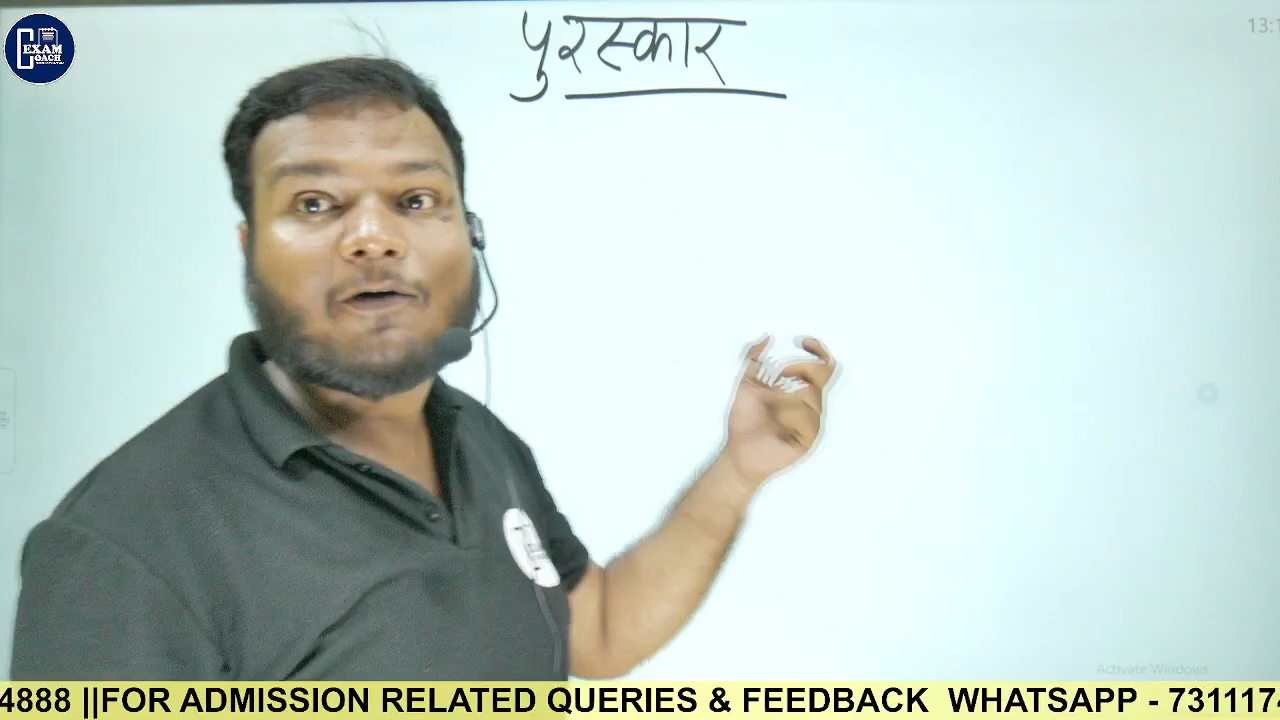 EXAM
COACH
पुरस्कार
13:1
Activate Windows
4888 ||FOR ADMISSION RELATED QUERIES & FEEDBACK WHATSAPP - 731117